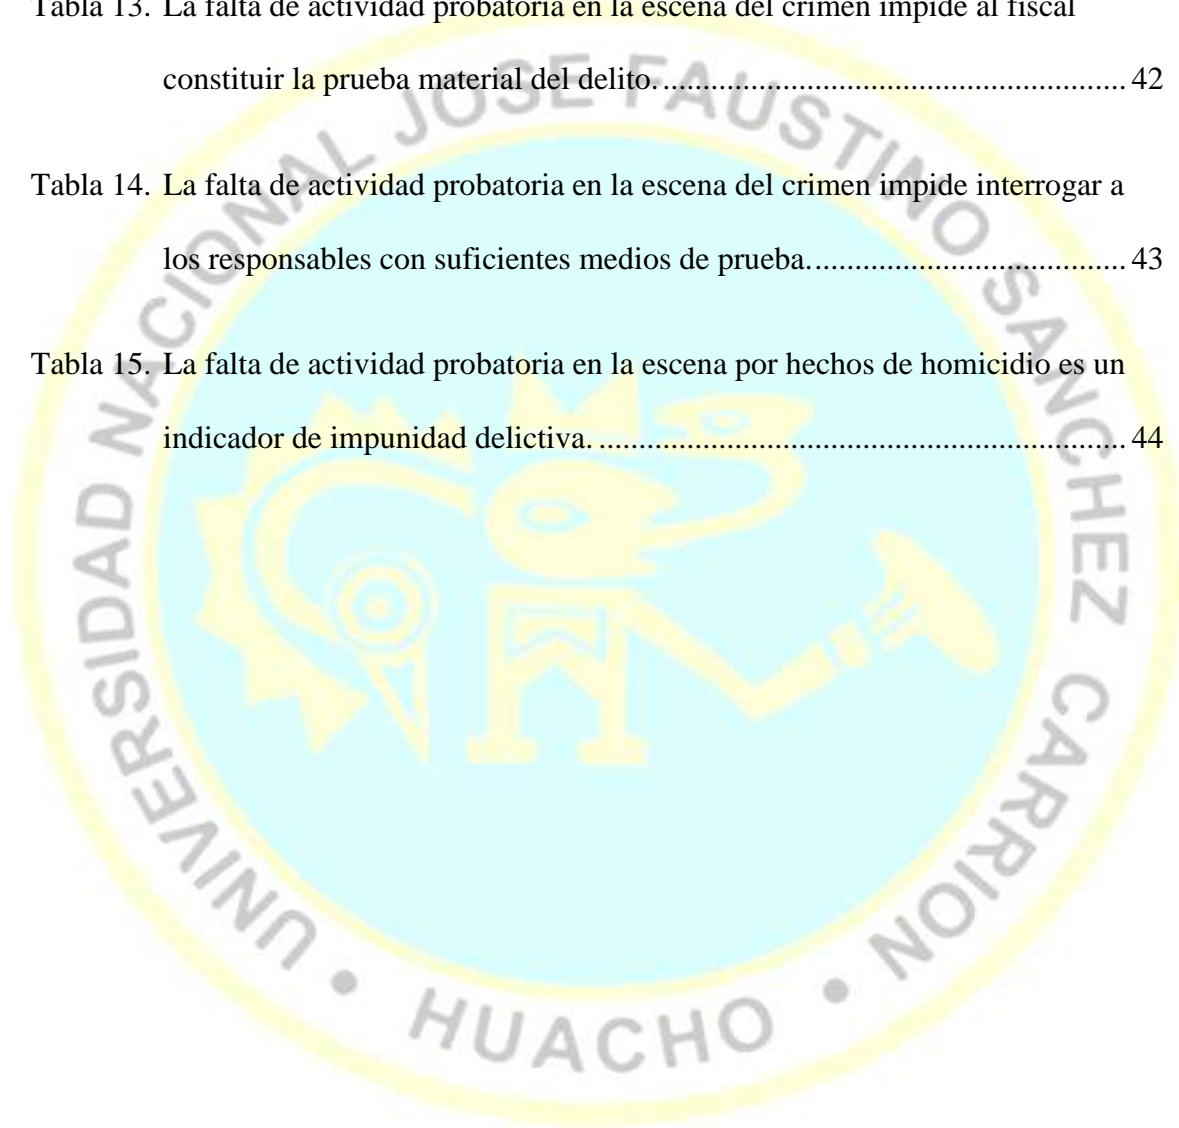 Tabla 13. La falta de actividad probatoria en la escena del crimen impide al fiscal
constituir la prueba material del delito. .................................................... 42
Tabla 14. La falta de actividad probatoria en la escena del crimen impide interrogar a
los responsables con suficientes medios de prueba. ................................... 43
Tabla 15. La falta de actividad probatoria en la escena por hechos de homicidio es un
indicador de impunidad delictiva. ............................................................ 44
UNIVERSIDAD NACIONAL JOSE FAUSTINO SANCHEZ CARRION • HUACHO •